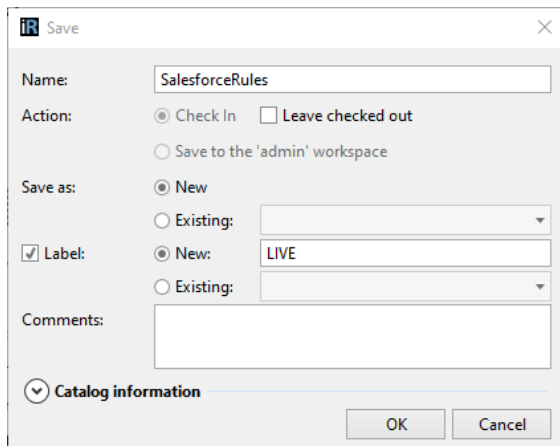 iR Save
Name: SalesforceRules
Action: Check In Leave checked out
Save to the 'admin' workspace
Save as: New
Existing:
Label: New: LIVE
Existing:
Comments:
Catalog information
OK Cancel